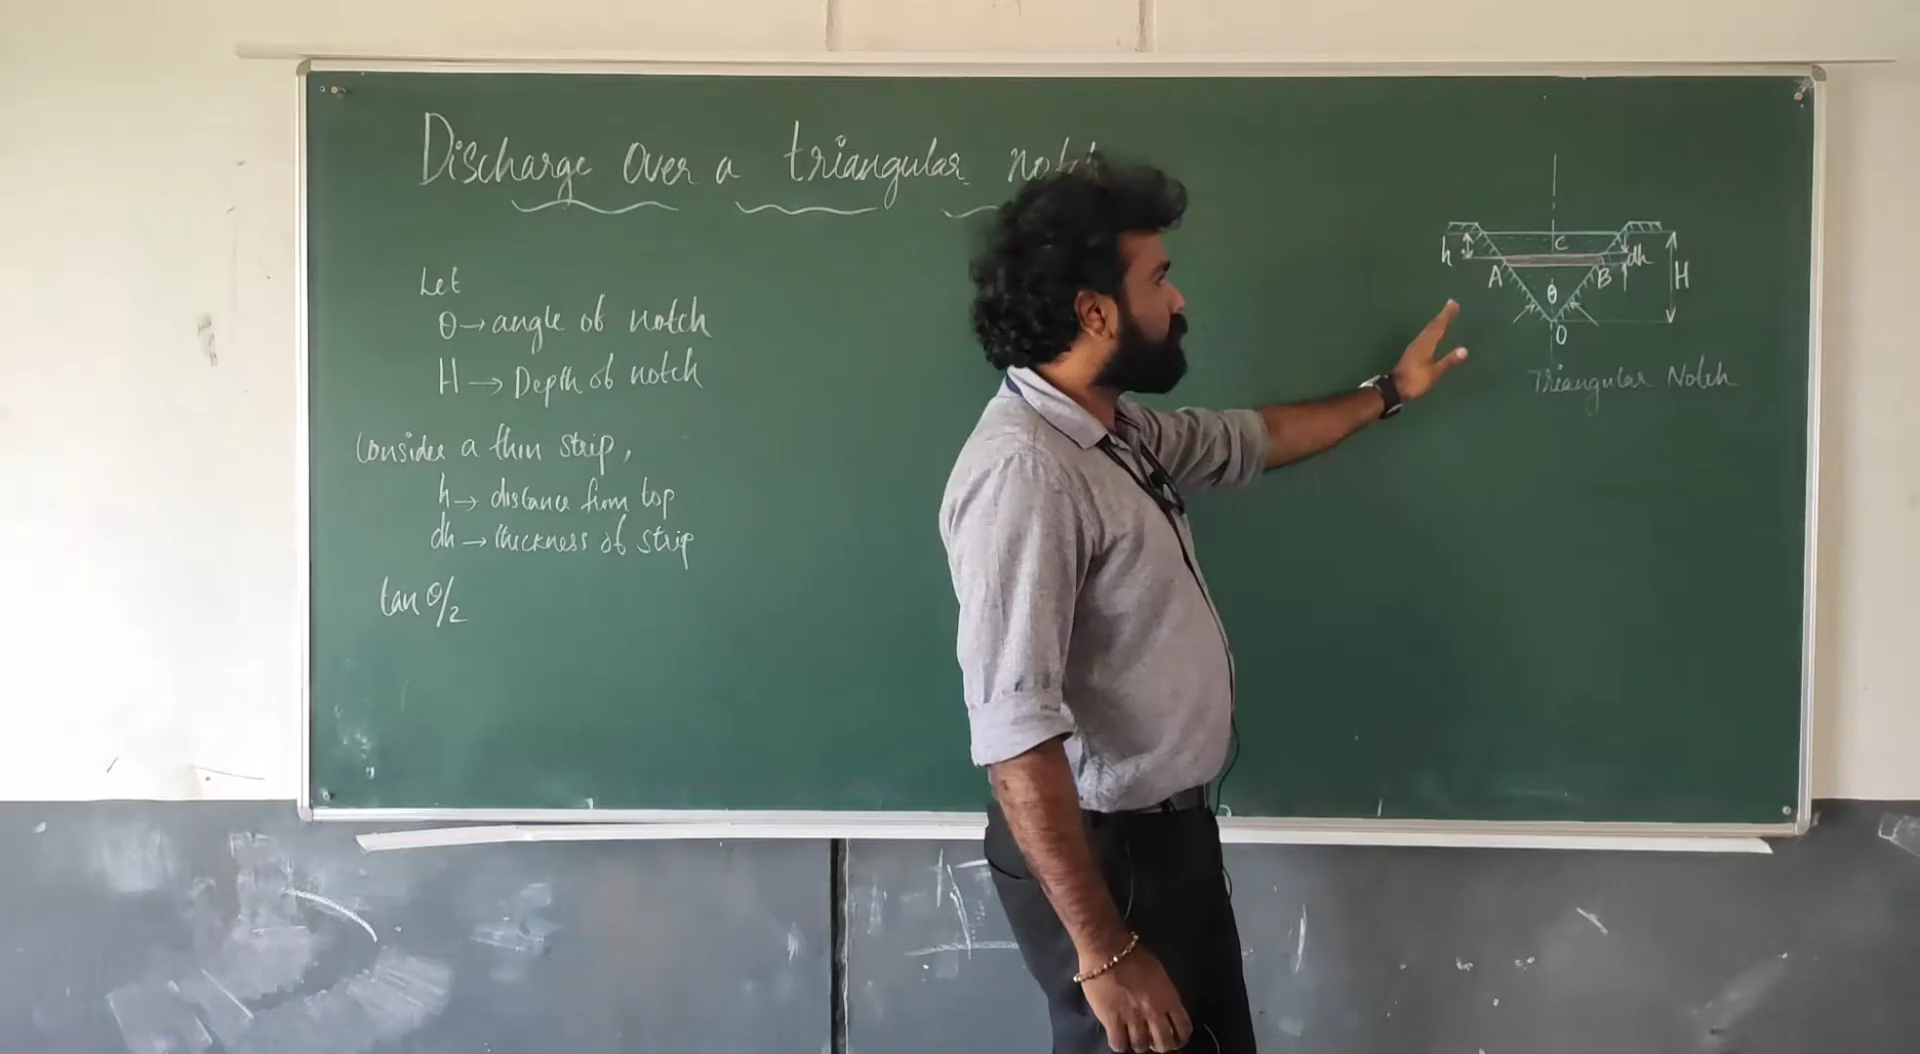 Discharge over a triangular notch
Let
θ → angle of notch
H → Depth of notch
Consider a thin strip,
h → distance from top
dh → thickness of strip
tan θ/2
h
C
dh
A
B
H
θ
O
Triangular Notch